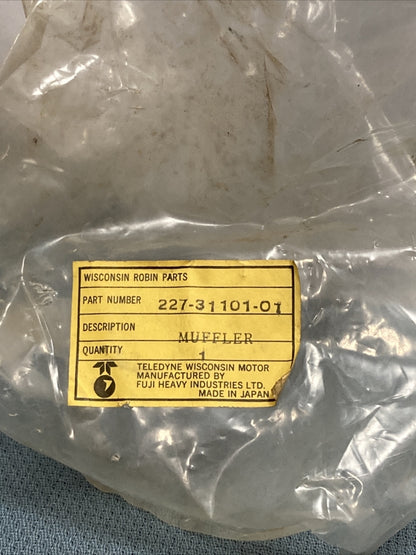 WISCONSIN ROBIN PARTS
PART NUMBER 227-31101-01
DESCRIPTION MUFFLER
QUANTITY 1
TELEDYNE WISCONSIN MOTOR
MANUFACTURED BY
FUJI HEAVY INDUSTRIES LTD.
MADE IN JAPAN